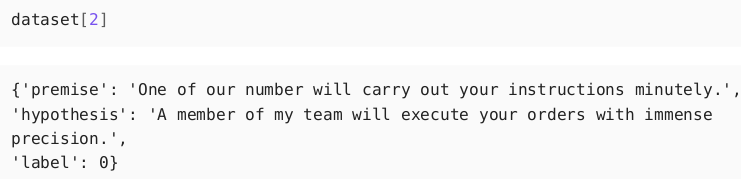 dataset[2]
{'premise': 'One of our number will carry out your instructions minutely.',
'hypothesis': 'A member of my team will execute your orders with immense
precision.',
'label': 0}